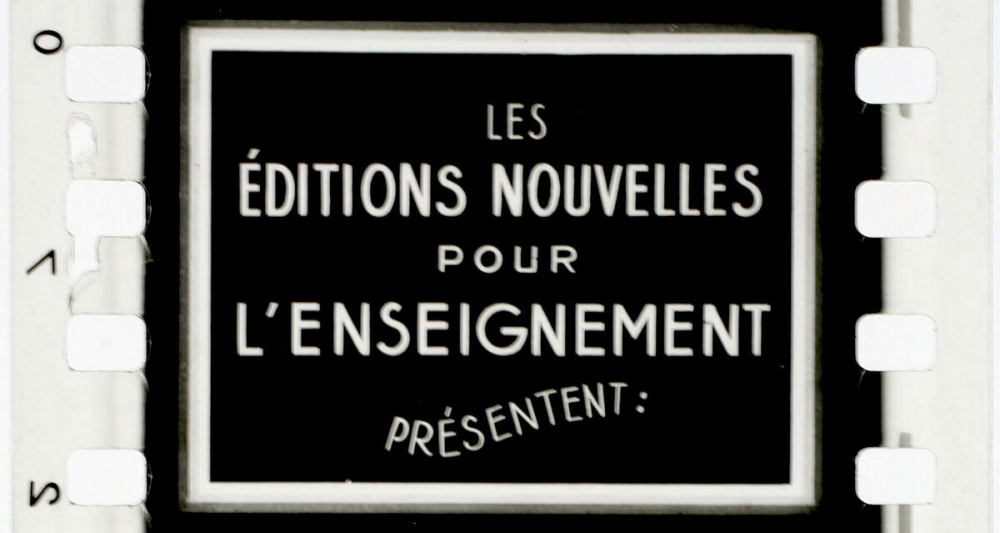 LES
ÉDITIONS NOUVELLES
POUR
L'ENSEIGNEMENT
PRÉSENTENT: